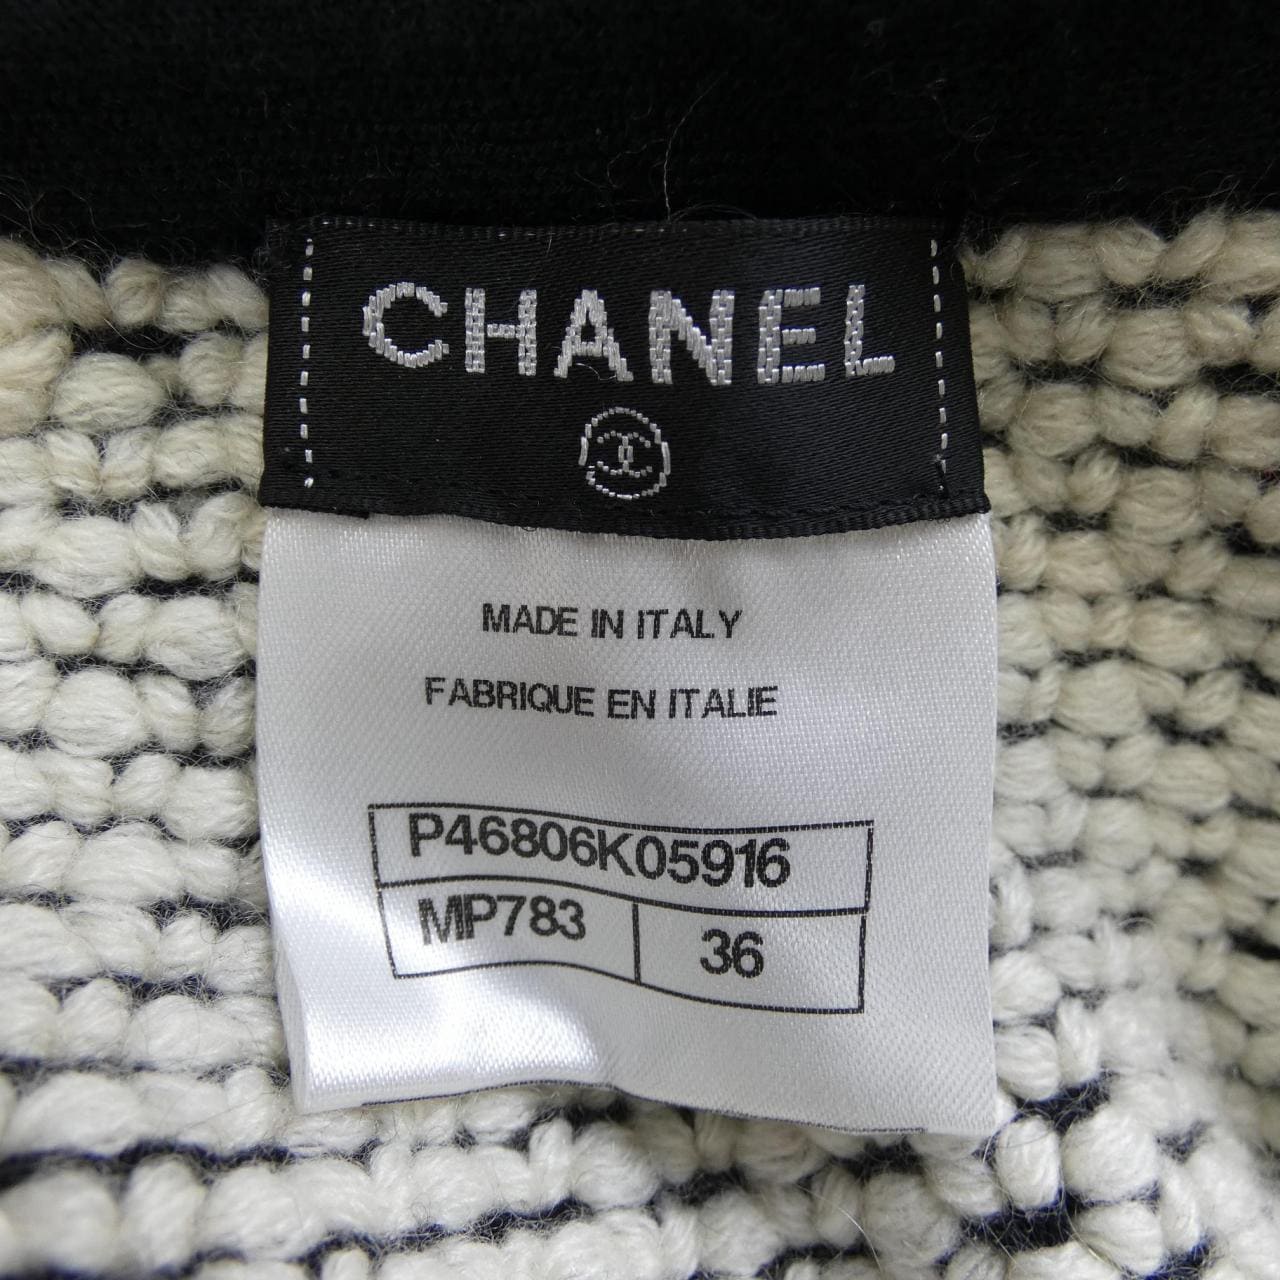 CHANEL
MADE IN ITALY
FABRIQUE EN ITALIE
P46806K05916
MP783 36